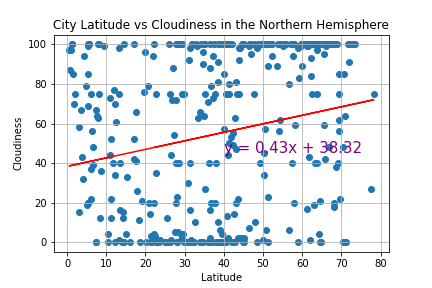 City Latitude vs Cloudiness in the Northern Hemisphere
100
80
60
40
20
0
Cloudiness
y = 0.43x + 38.32
0 10 20 30 40 50 60 70 80
Latitude